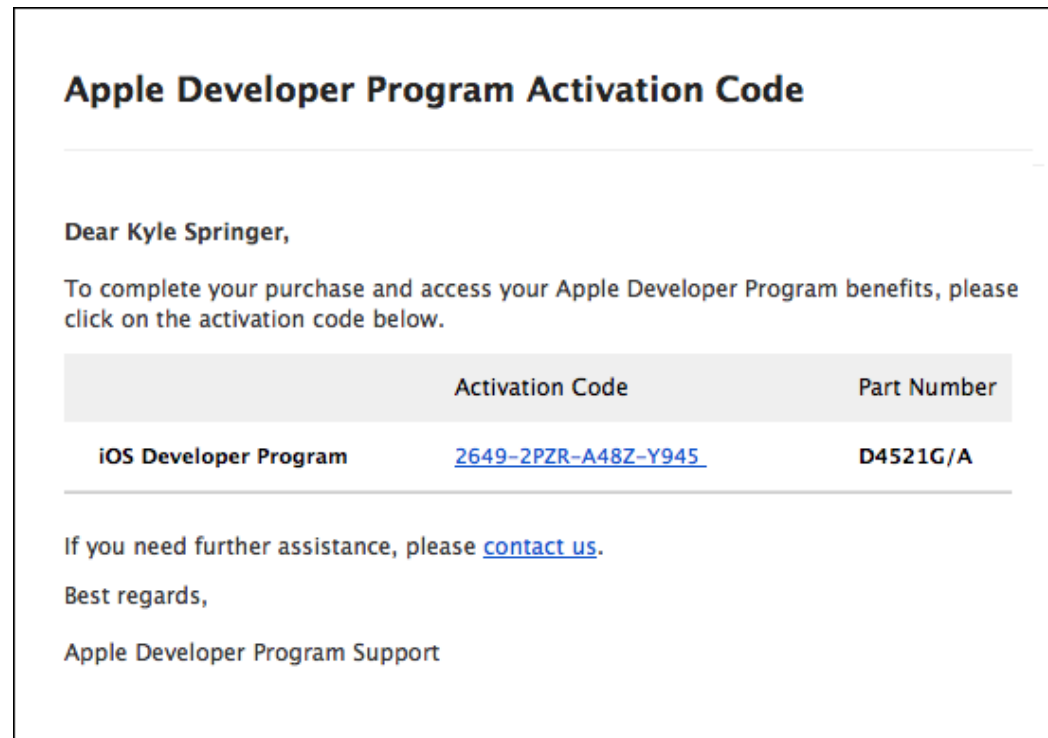 Apple Developer Program Activation Code
Dear Kyle Springer,
To complete your purchase and access your Apple Developer Program benefits, please
click on the activation code below.
Activation Code Part Number
iOS Developer Program 2649-2PZR-A48Z-Y945 D4521G/A
If you need further assistance, please contact us.
Best regards,
Apple Developer Program Support